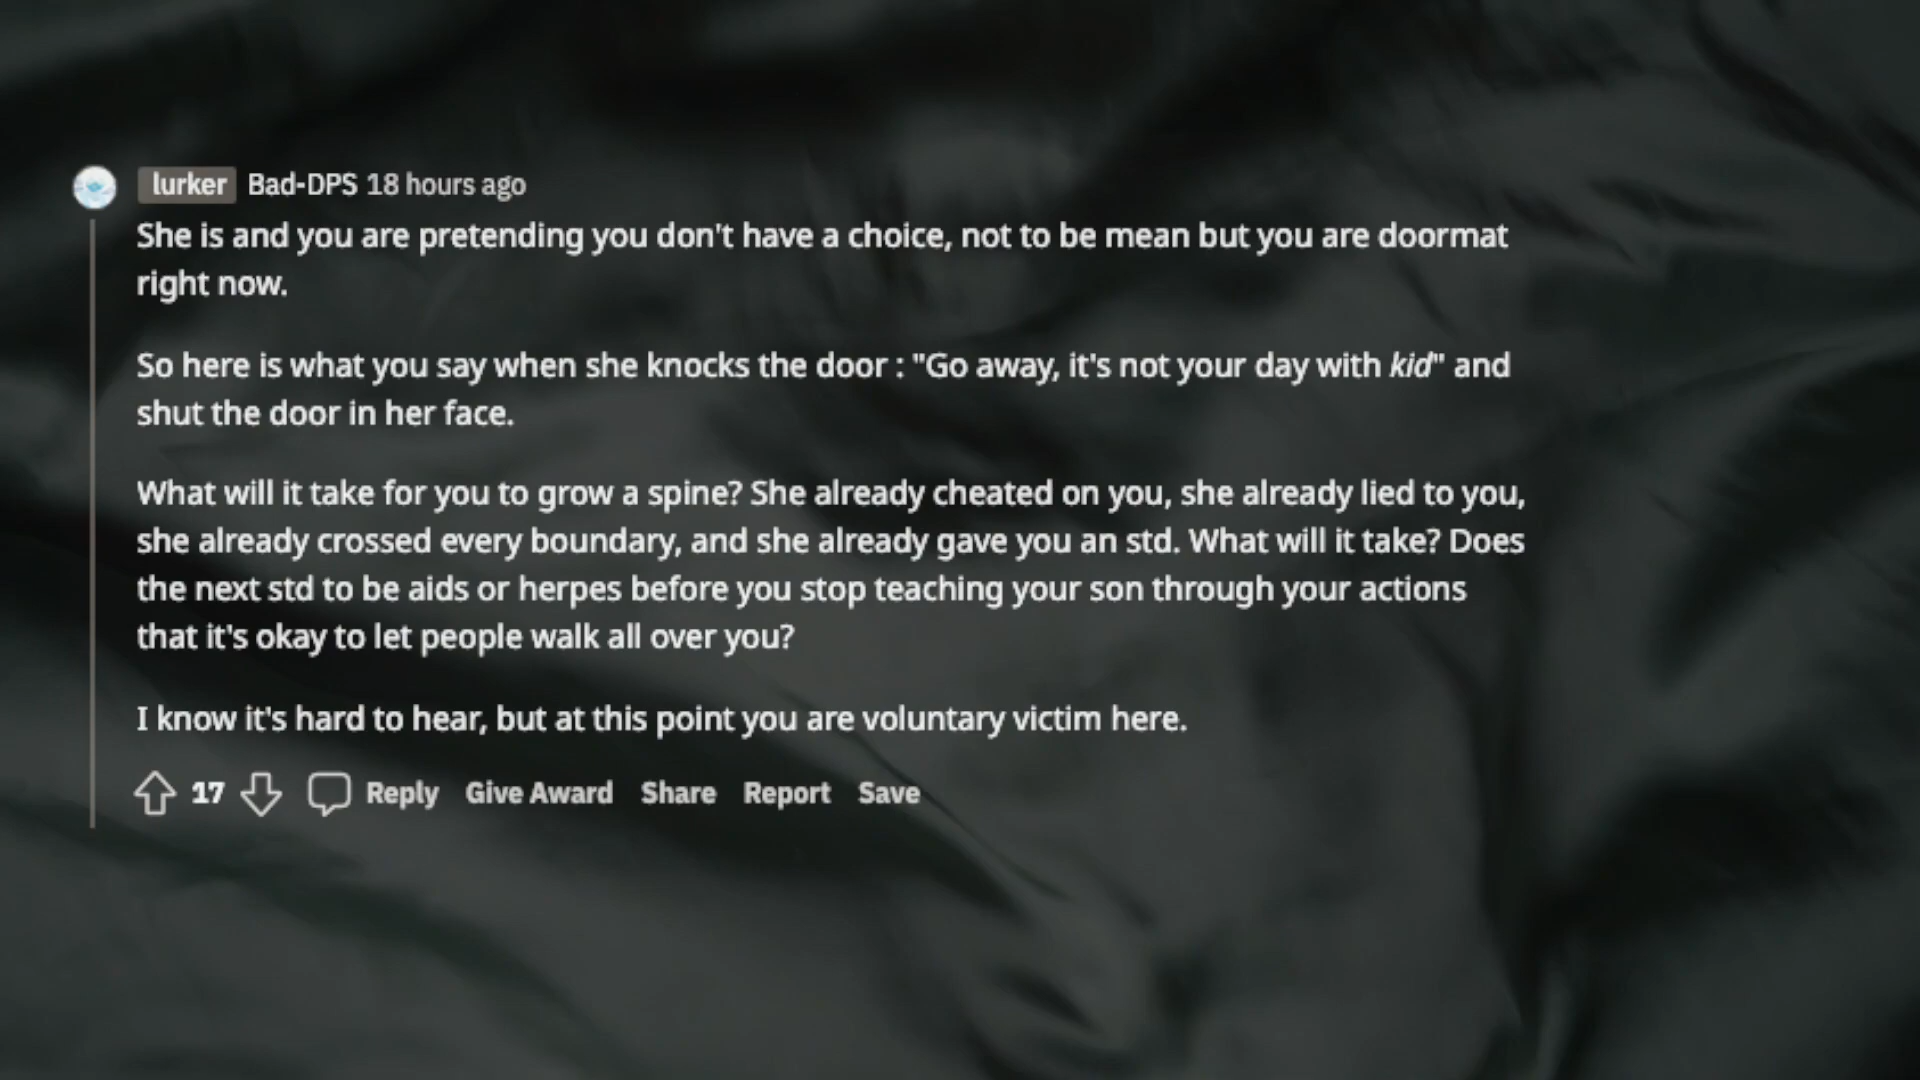 lurker Bad-DPS 18 hours ago
She is and you are pretending you don't have a choice, not to be mean but you are doormat
right now.
So here is what you say when she knocks the door : "Go away, it's not your day with kid" and
shut the door in her face.
What will it take for you to grow a spine? She already cheated on you, she already lied to you,
she already crossed every boundary, and she already gave you an std. What will it take? Does
the next std to be aids or herpes before you stop teaching your son through your actions
that it's okay to let people walk all over you?
I know it's hard to hear, but at this point you are voluntary victim here.
17 Reply Give Award Share Report Save